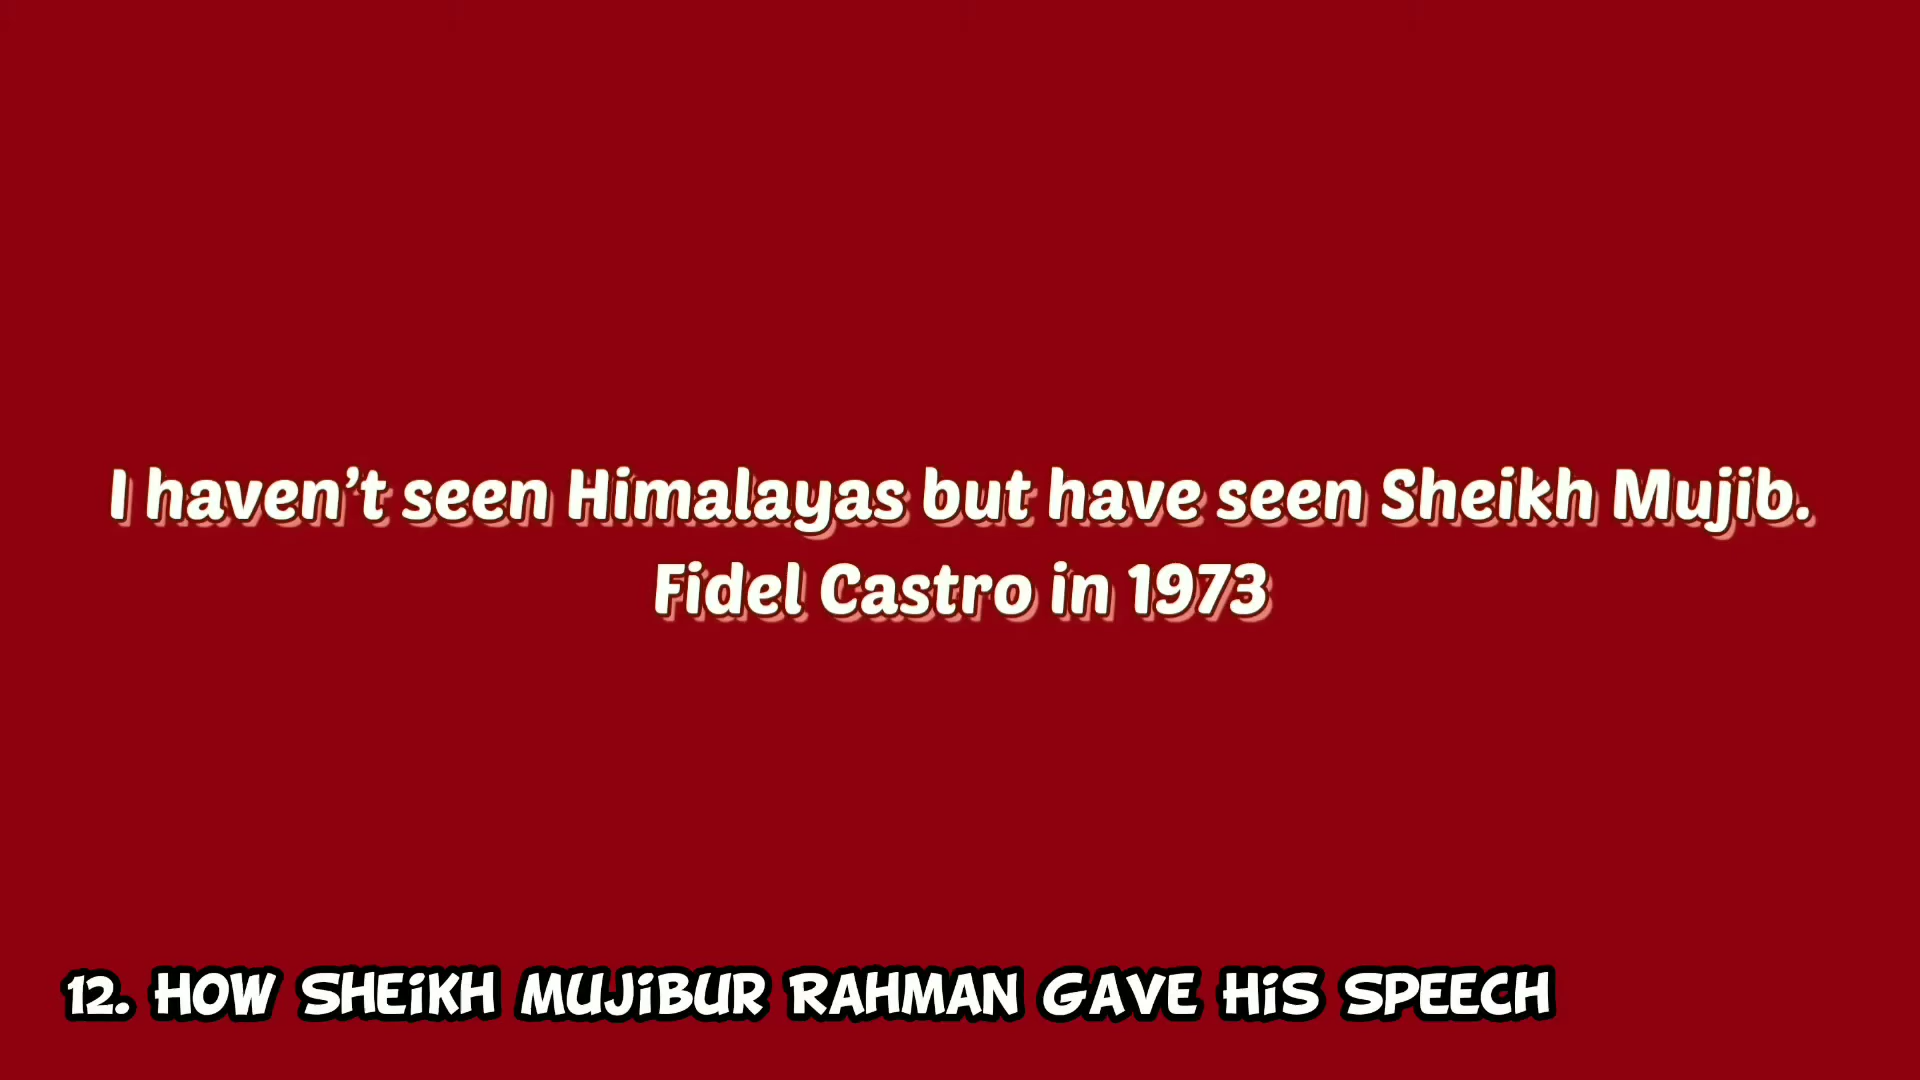 I haven’t seen Himalayas but have seen Sheikh Mujib.
Fidel Castro in 1973
12. HOW SHEiKH MUJiBUR RAHMAN GAVE HiS SPEECH